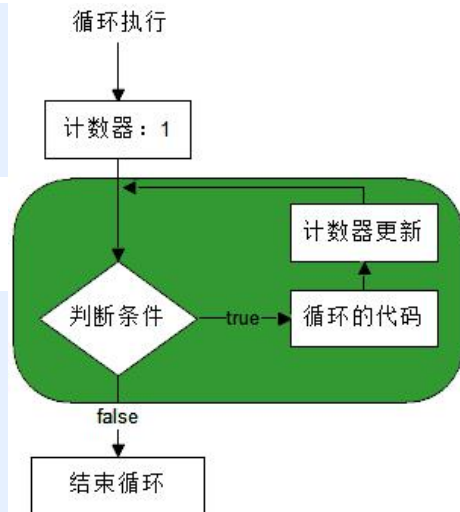 循环执行
计数器：1
计数器更新
判断条件
true
循环的代码
false
结束循环